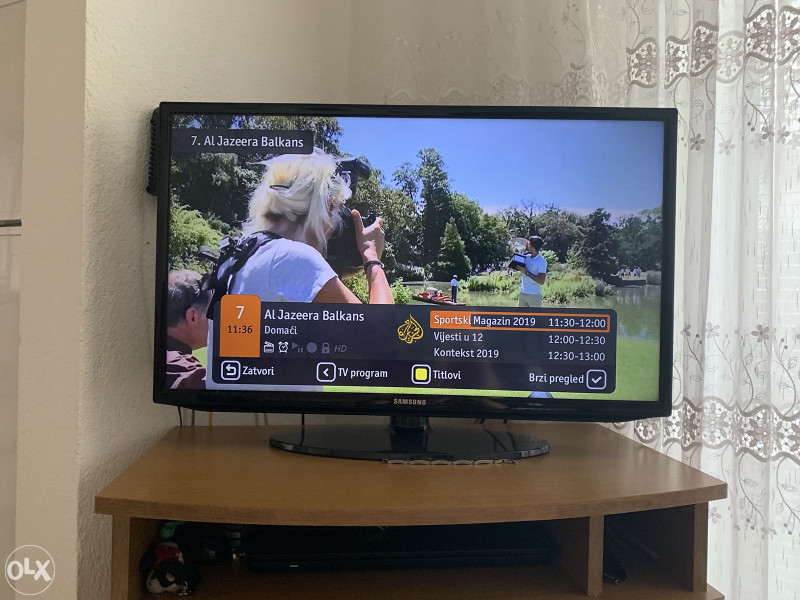 7. Al Jazeera Balkans
7
11:36
Al Jazeera Balkans
Domaći
HD
Sportski Magazin 2019 11:30-12:00
Vijesti u 12 12:00-12:30
Kontekst 2019 12:30-13:00
Zatvori
TV program
Titlovi
Brzi pregled
SAMSUNG
OLX